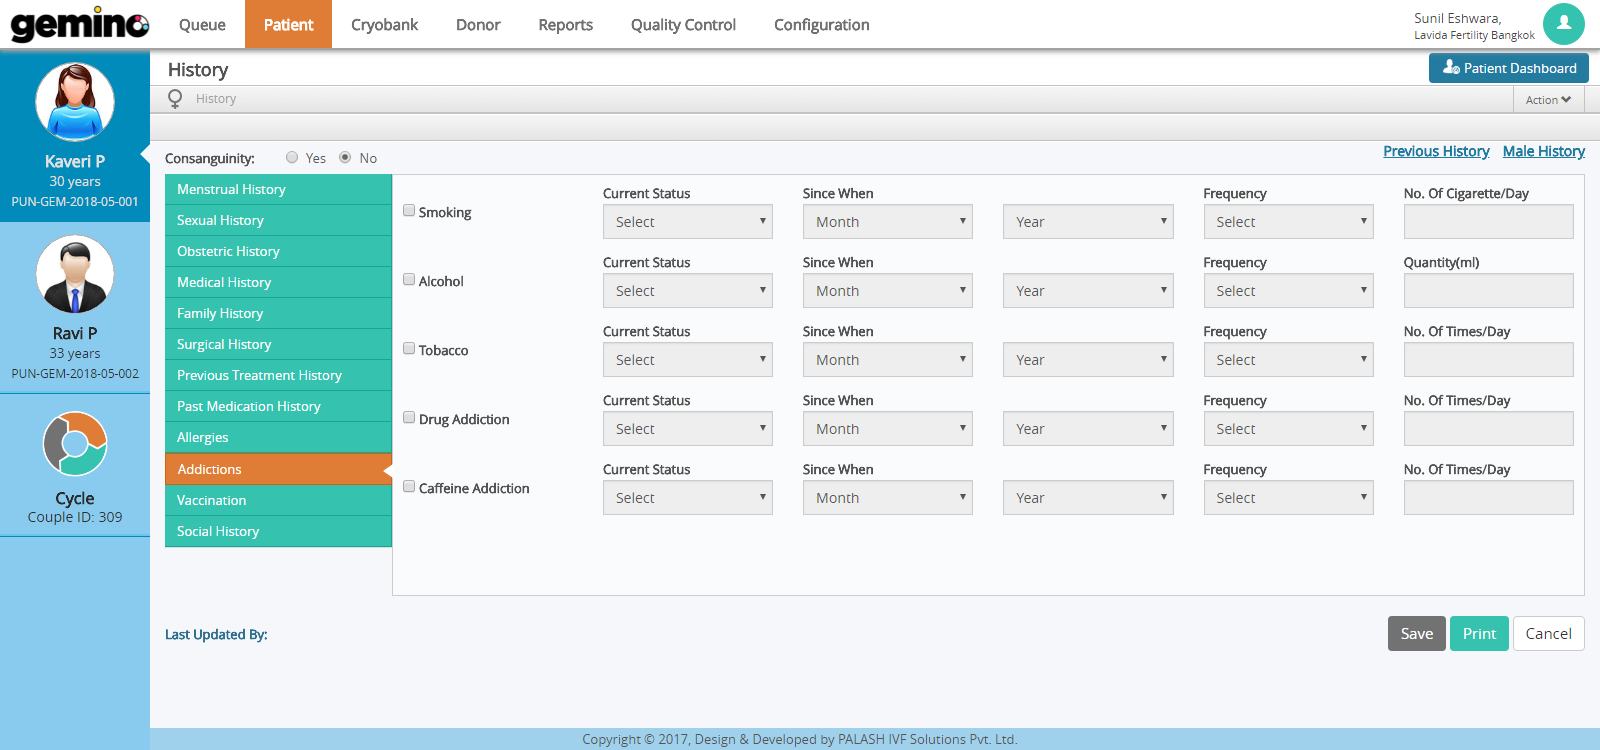 gemino
Queue
Patient
Cryobank
Donor
Reports
Quality Control
Configuration
Sunil Eshwara,
Lavida Fertility Bangkok
Kaveri P
30 years
PUN-GEM-2018-05-001
Ravi P
33 years
PUN-GEM-2018-05-002
Cycle
Couple ID: 309
History
Patient Dashboard
History
Action
Consanguinity: Yes No
Previous History Male History
Menstrual History
Sexual History
Obstetric History
Medical History
Family History
Surgical History
Previous Treatment History
Past Medication History
Allergies
Addictions
Vaccination
Social History
Current Status Since When Frequency No. Of Cigarette/Day
Smoking Select Month Year Select
Current Status Since When Frequency Quantity(ml)
Alcohol Select Month Year Select
Current Status Since When Frequency No. Of Times/Day
Tobacco Select Month Year Select
Current Status Since When Frequency No. Of Times/Day
Drug Addiction Select Month Year Select
Current Status Since When Frequency No. Of Times/Day
Caffeine Addiction Select Month Year Select
Last Updated By:
Save Print Cancel
Copyright © 2017, Design & Developed by PALASH IVF Solutions Pvt. Ltd.